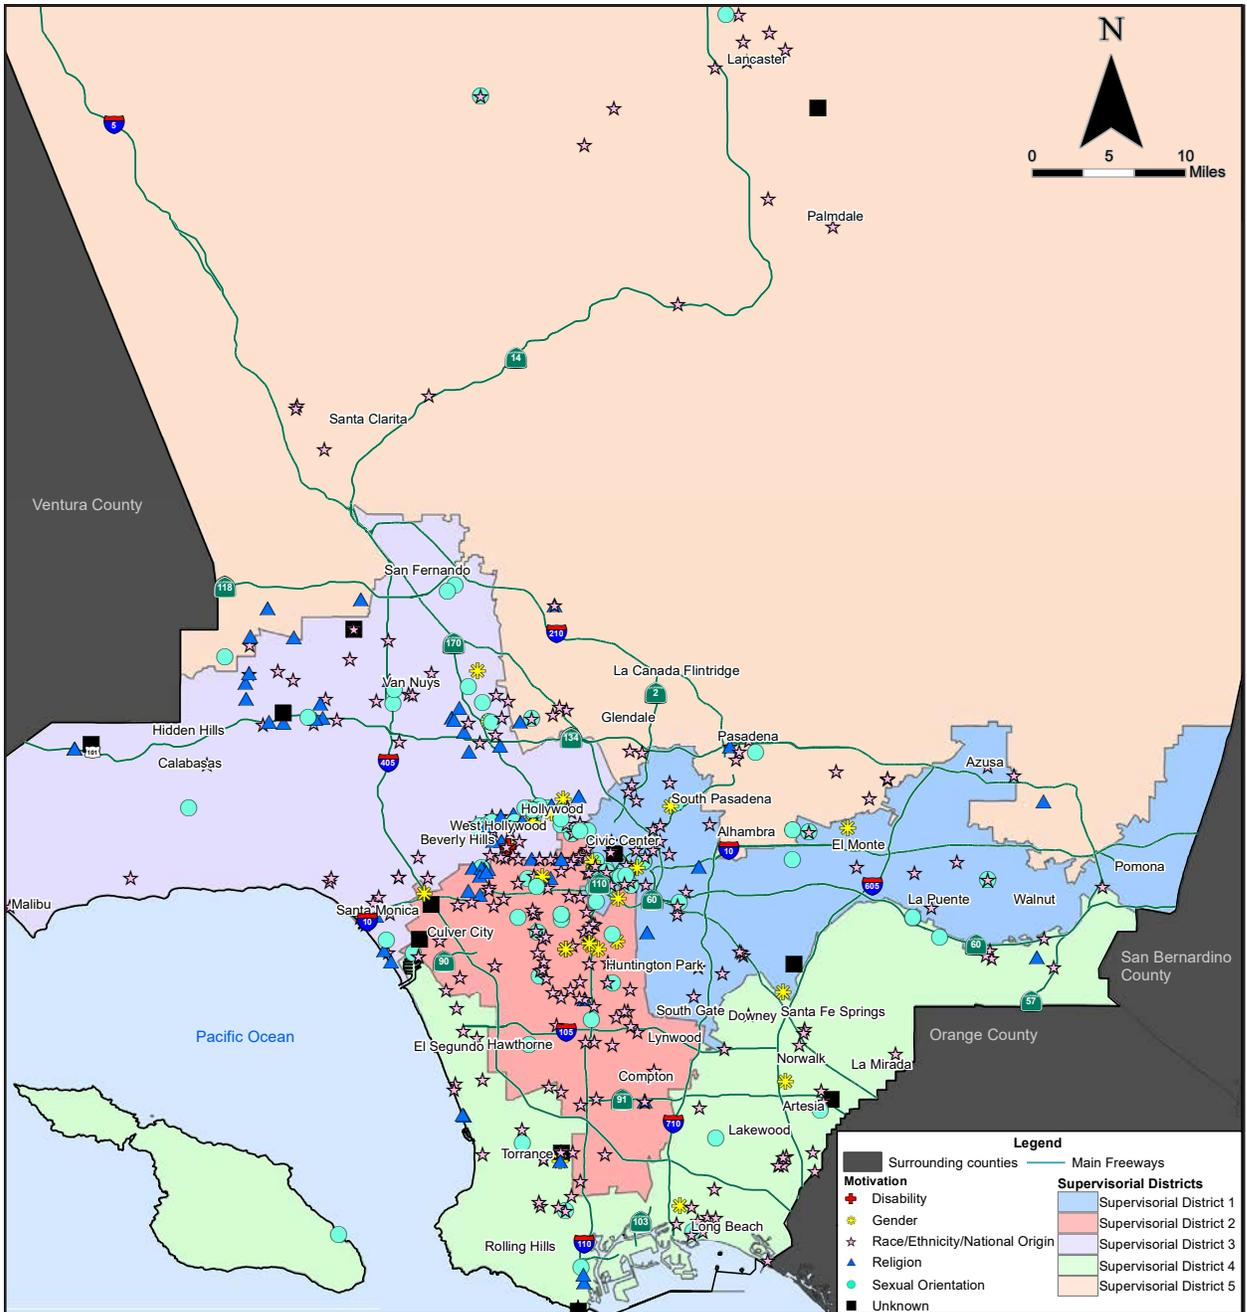 N
Lancaster
5
0 5 10
Miles
Palmdale
14
Santa Clarita
Ventura County
San Fernando
118
210
170
La Canada Flintridge
Van Nuys
2
Glendale
Hidden Hills
134
Pasadena
101
405
Calabasas
Azusa
South Pasadena
Hollywood
West Hollywood
Beverly Hills
Civic Center
Alhambra
10
El Monte
Pomona
110
605
60
Malibu
Santa Monica
La Puente
Walnut
10
Culver City
60
90
Huntington Park
San Bernardino
County
57
South Gate
Downey
Santa Fe Springs
Pacific Ocean
105
Orange County
El Segundo
Hawthorne
Lynwood
Norwalk
La Mirada
Compton
91
Artesia
710
Lakewood
Torrance
103
Long Beach
Rolling Hills
110
Legend
Surrounding counties
Main Freeways
Motivation
Disability
Gender
Race/Ethnicity/National Origin
Religion
Sexual Orientation
Unknown
Supervisorial Districts
Supervisorial District 1
Supervisorial District 2
Supervisorial District 3
Supervisorial District 4
Supervisorial District 5